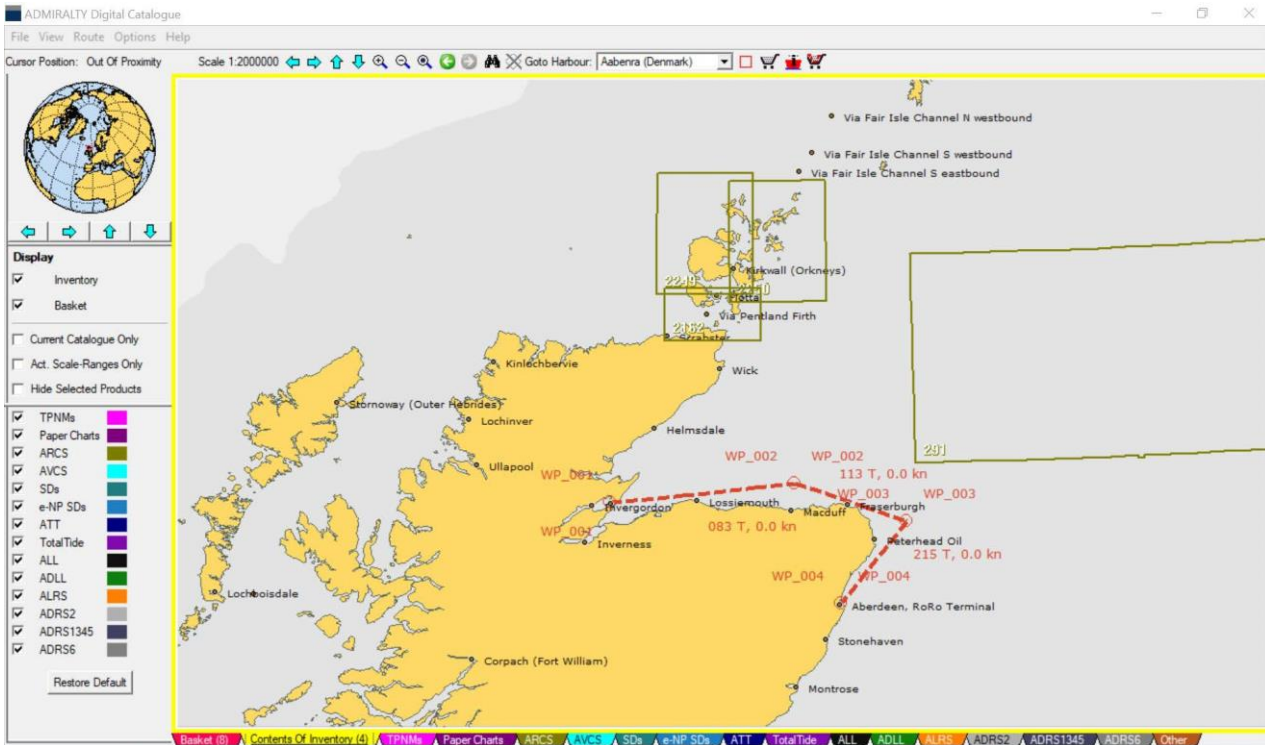 ADMIRALTY Digital Catalogue
File View Route Options Help
Cursor Position: Out Of Proximity Scale 1:2000000 Goto Harbour: Aabenra (Denmark)
Display
Inventory
Basket
Current Catalogue Only
Act. Scale-Ranges Only
Hide Selected Products
TPNMs
Paper Charts
ARCS
AVCS
SDs
e-NP SDs
ATT
TotalTide
ALL
ADLL
ALRS
ADRS2
ADRS1345
ADRS6
Restore Default
Via Fair Isle Channel N westbound
Via Fair Isle Channel S westbound
Via Fair Isle Channel S eastbound
Kirkwall (Orkneys)
2249
Flotta
Via Pentland Firth
2162
Scrabster
Kinlochbervie
Wick
Stornoway (Outer Hebrides)
Lochinver
Helmsdale
291
Ullapool
WP_001
WP_002 WP_002
113 T, 0.0 kn
WP_003 WP_003
Invergordon
Lossiemouth
Macduff
Fraserburgh
083 T, 0.0 kn
WP_001
Inverness
Peterhead Oil
215 T, 0.0 kn
WP_004 WP_004
Lochboisdale
Aberdeen, RoRo Terminal
Stonehaven
Corpach (Fort William)
Montrose
Basket (8) Contents Of Inventory (4) TPNMs Paper Charts ARCS AVCS SDs e-NP SDs ATT TotalTide ALL ADLL ALRS ADRS2 ADRS1345 ADRS6 Other